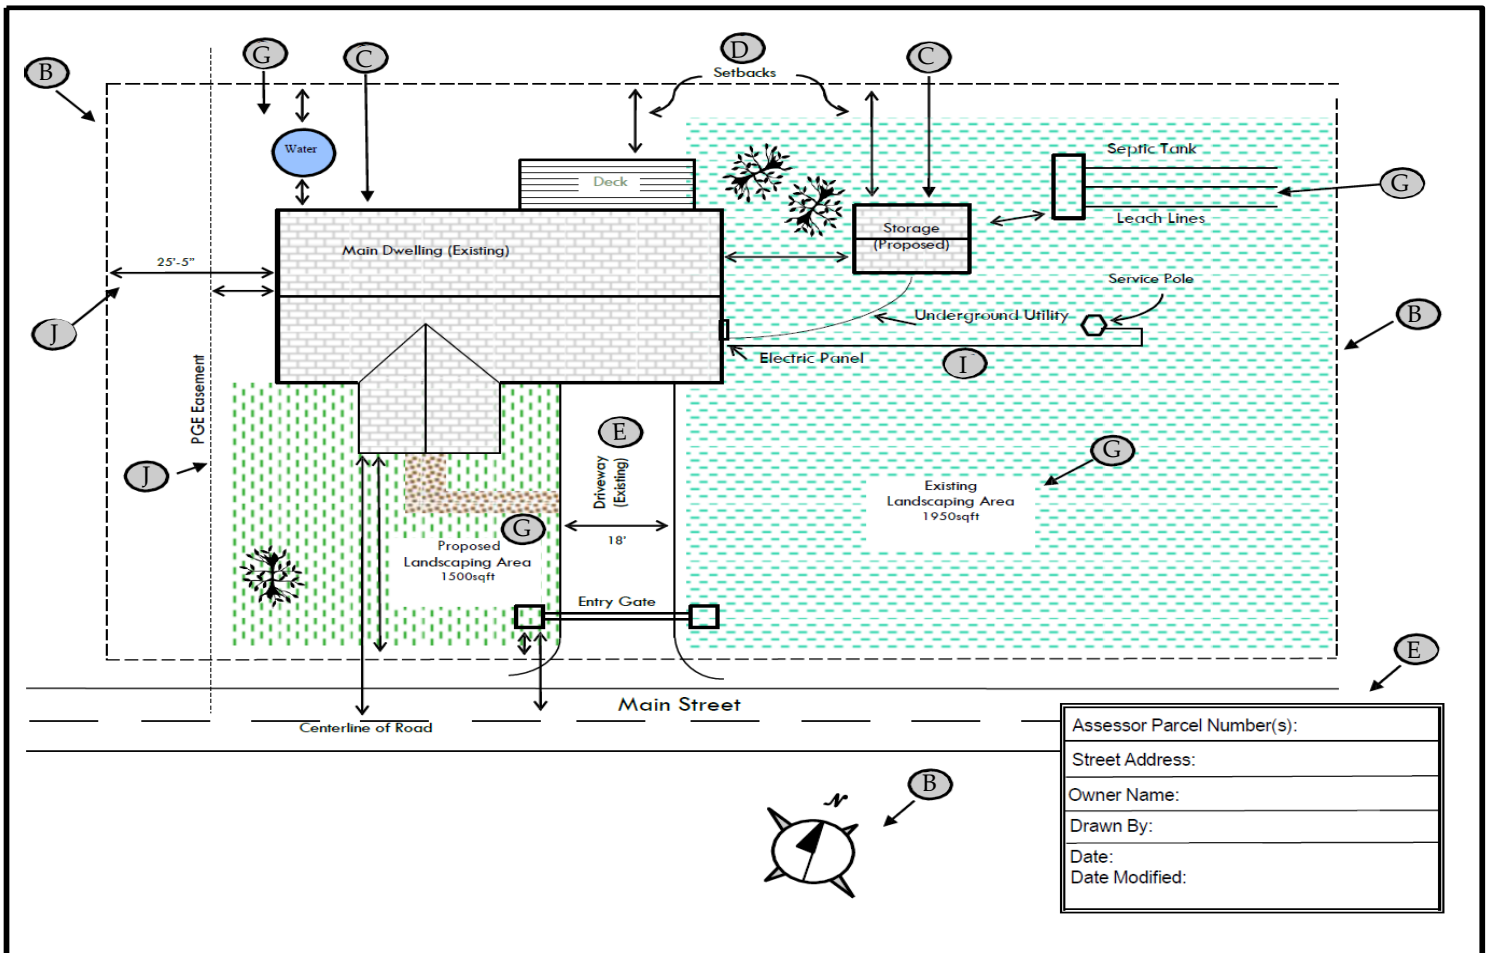 D
G
C
C
B
Setbacks
Water
Septic Tank
Deck
G
Leach Lines
Storage
(Proposed)
Main Dwelling (Existing)
25'-5"
Service Pole
Underground Utility
B
J
Electric Panel
I
PGE Easement
E
Driveway
(Existing)
G
J
Existing
Landscaping Area
1950sqft
G
18'
Proposed
Landscaping Area
1500sqft
Entry Gate
E
Main Street
Centerline of Road
B
N
Assessor Parcel Number(s):
Street Address:
Owner Name:
Drawn By:
Date:
Date Modified: